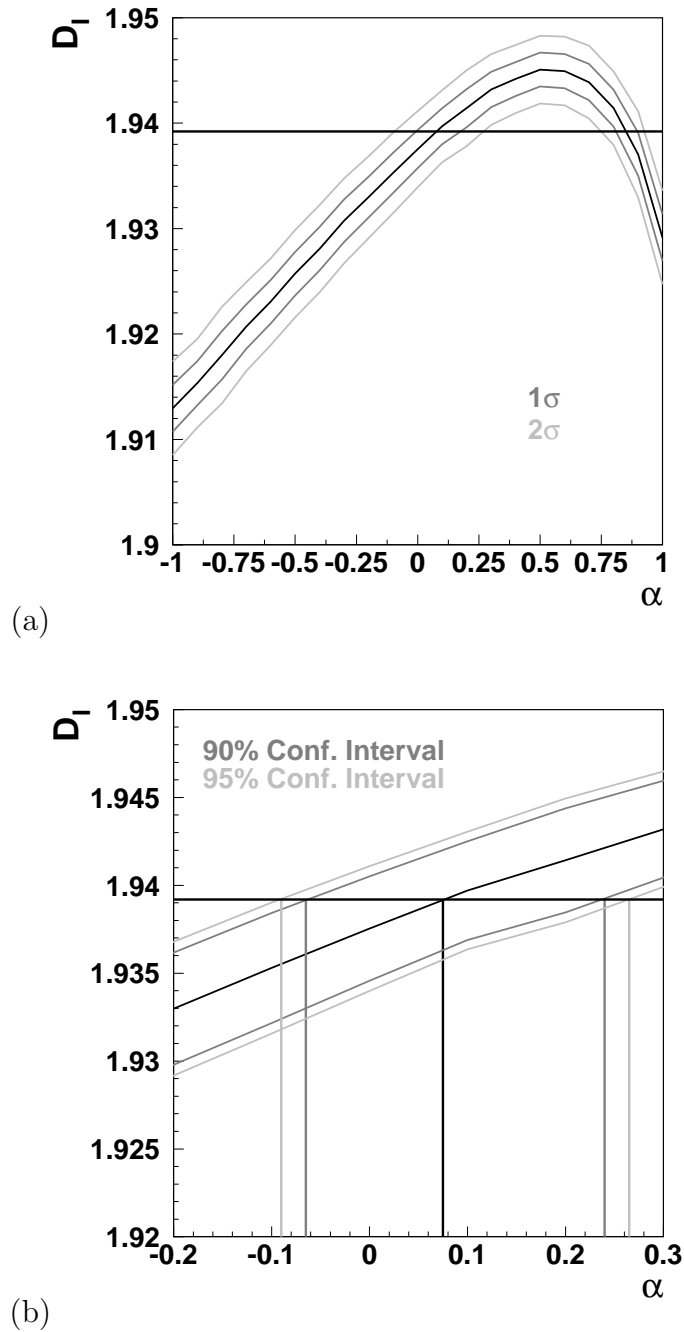 D_I
1.95
1.94
1.93
1.92
1.91
1.9
-1 -0.75 -0.5 -0.25 0 0.25 0.5 0.75 1
α
1σ
2σ
(a)
D_I
1.95
1.945
1.94
1.935
1.93
1.925
1.92
90% Conf. Interval
95% Conf. Interval
-0.2 -0.1 0 0.1 0.2 0.3
α
(b)